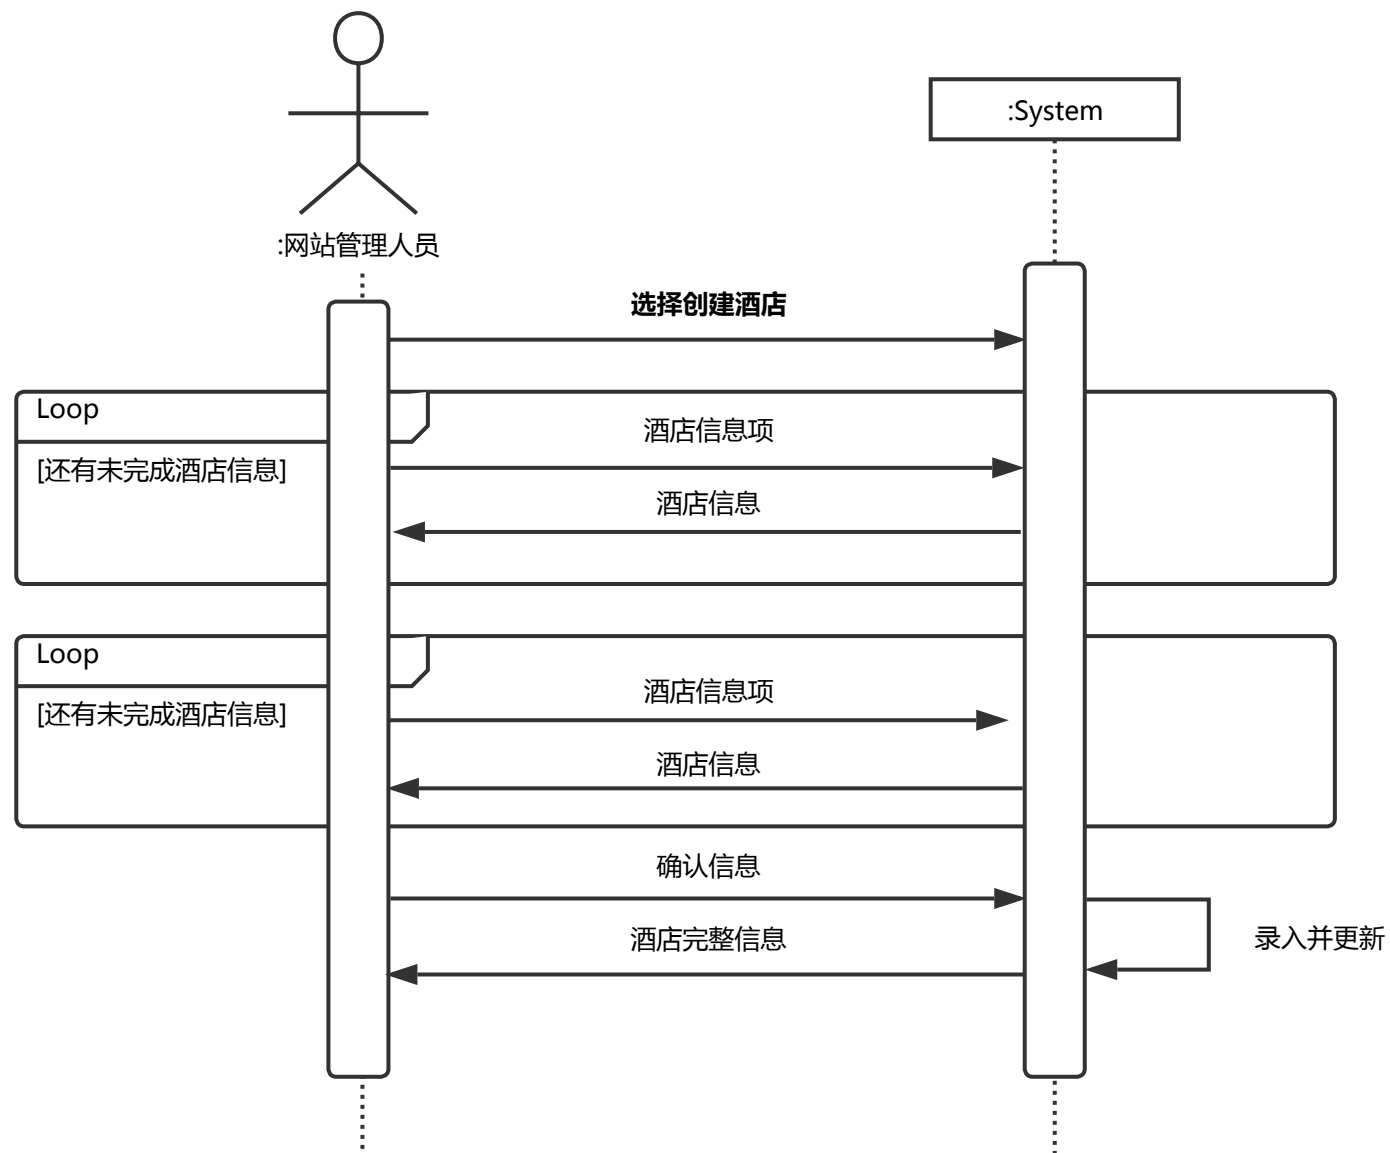 :System
:网站管理人员
选择创建酒店
Loop
酒店信息项
[还有未完成酒店信息]
酒店信息
Loop
酒店信息项
[还有未完成酒店信息]
酒店信息
确认信息
酒店完整信息
录入并更新